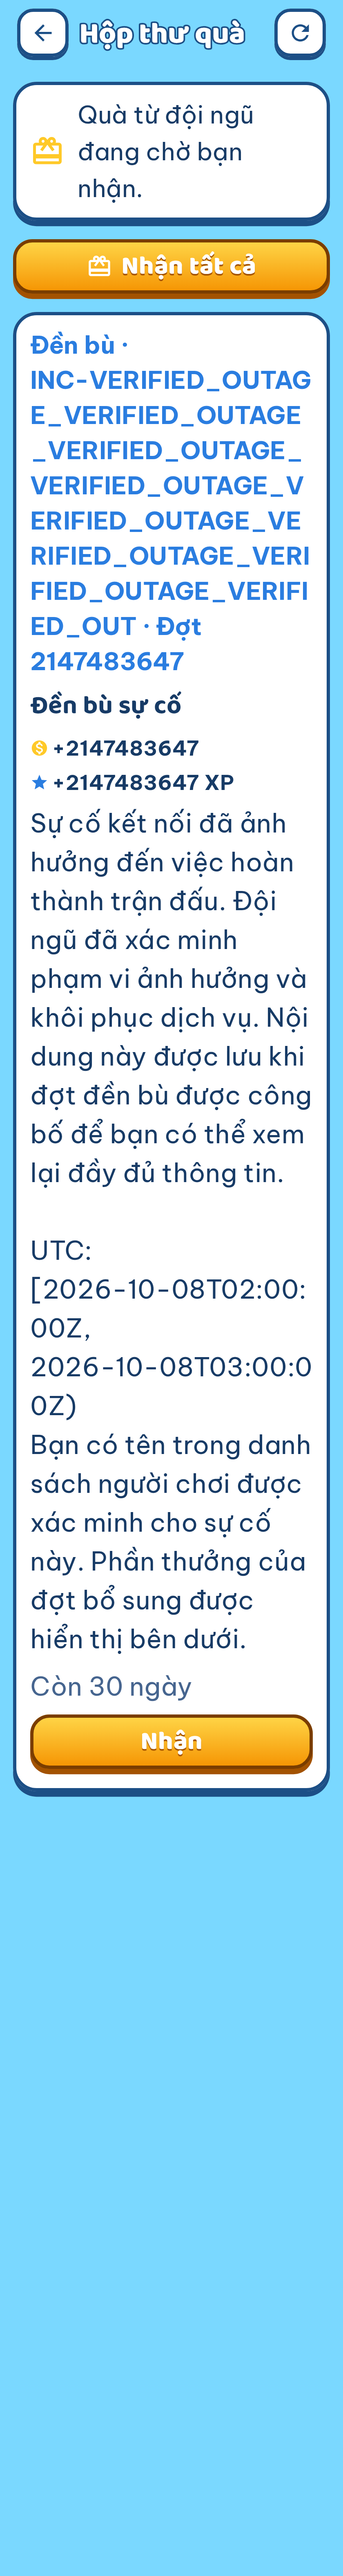 Hộp thư quà
Quà từ đội ngũ
đang chờ bạn
nhận.
Nhận tất cả
Đền bù ·
INC-VERIFIED_OUTAG
E_VERIFIED_OUTAGE
_VERIFIED_OUTAGE_
VERIFIED_OUTAGE_V
ERIFIED_OUTAGE_VE
RIFIED_OUTAGE_VERI
FIED_OUTAGE_VERIFI
ED_OUT · Đợt
2147483647
Đền bù sự cố
+2147483647
+2147483647 XP
Sự cố kết nối đã ảnh
hưởng đến việc hoàn
thành trận đấu. Đội
ngũ đã xác minh
phạm vi ảnh hưởng và
khôi phục dịch vụ. Nội
dung này được lưu khi
đợt đền bù được công
bố để bạn có thể xem
lại đầy đủ thông tin.
UTC:
[2026-10-08T02:00:
00Z,
2026-10-08T03:00:0
0Z)
Bạn có tên trong danh
sách người chơi được
xác minh cho sự cố
này. Phần thưởng của
đợt bổ sung được
hiển thị bên dưới.
Còn 30 ngày
Nhận